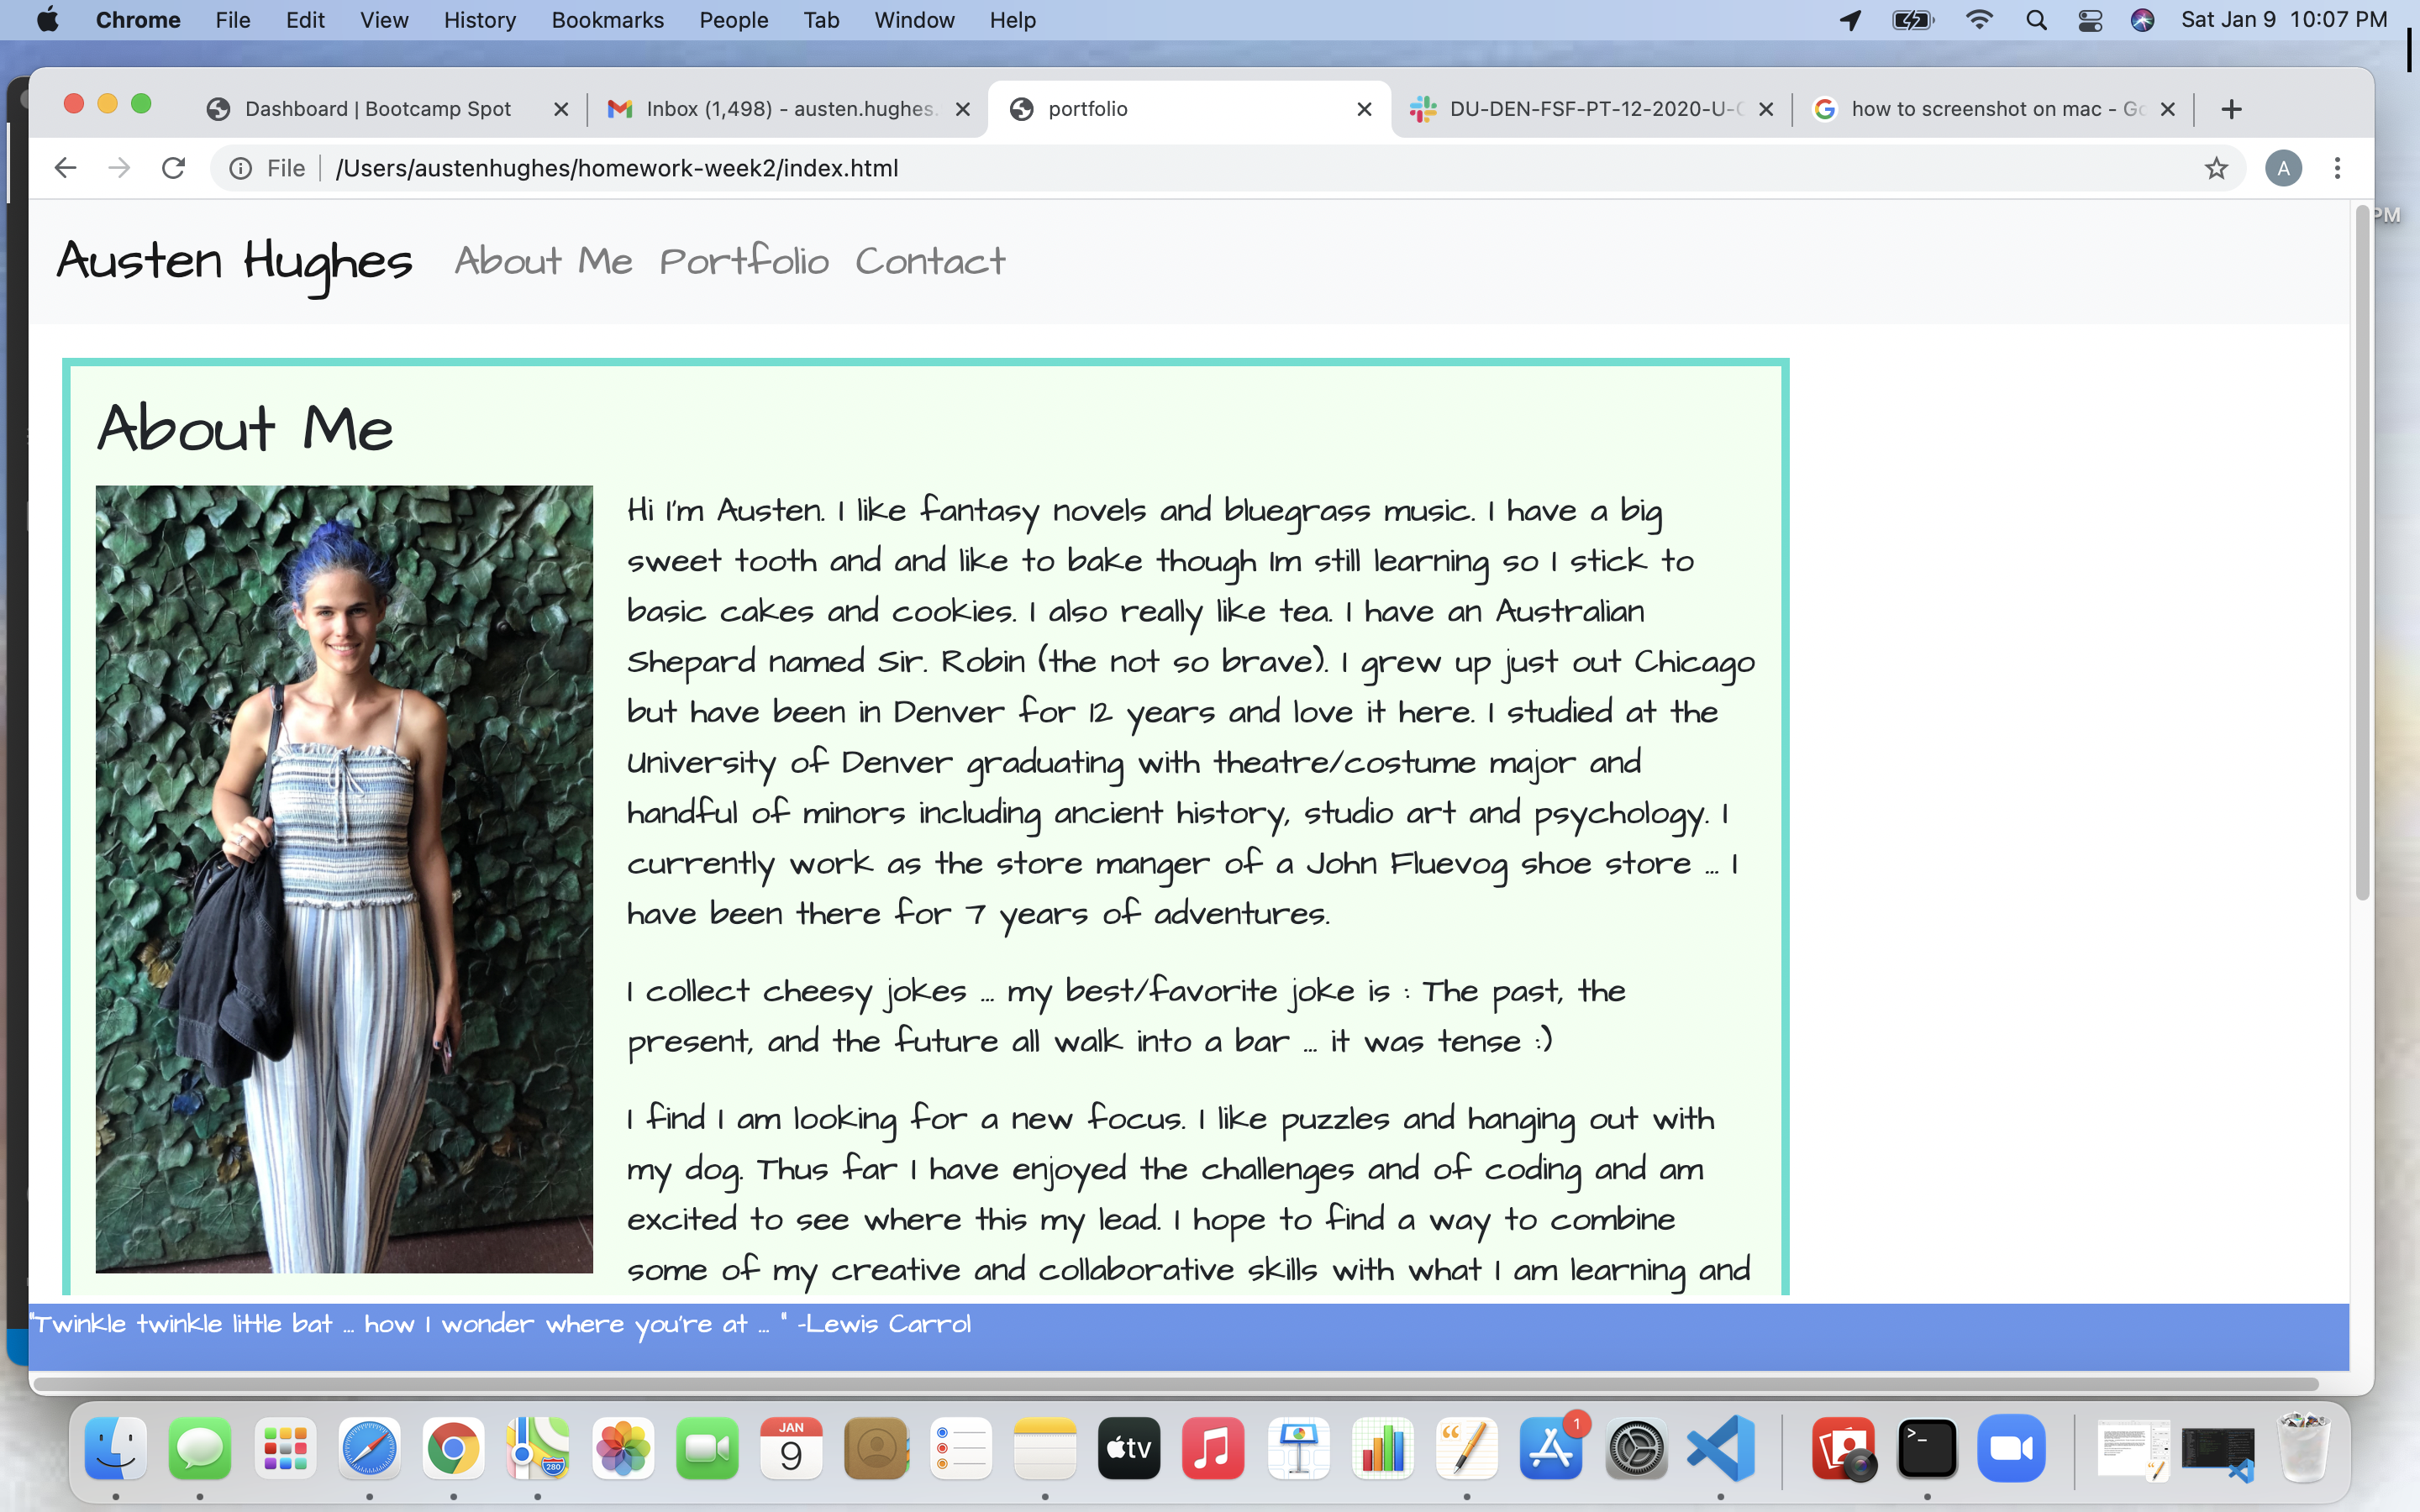 Chrome File Edit View History Bookmarks People Tab Window Help Sat Jan 9 10:07 PM
Dashboard | Bootcamp Spot Inbox (1,498) - austen.hughes. portfolio DU-DEN-FSF-PT-12-2020-U-C how to screenshot on mac - Go
File /Users/austenhughes/homework-week2/index.html A
PM
Austen Hughes About Me Portfolio Contact
About Me
Hi I'm Austen. I like fantasy novels and bluegrass music. I have a big
sweet tooth and and like to bake though Im still learning so I stick to
basic cakes and cookies. I also really like tea. I have an Australian
Shepard named Sir. Robin (the not so brave). I grew up just out Chicago
but have been in Denver for 12 years and love it here. I studied at the
University of Denver graduating with theatre/costume major and
handful of minors including ancient history, studio art and psychology. I
currently work as the store manger of a John Fluevog shoe store ... I
have been there for 7 years of adventures.
I collect cheesy jokes ... my best/favorite joke is : The past, the
present, and the future all walk into a bar ... it was tense :)
I find I am looking for a new focus. I like puzzles and hanging out with
my dog. Thus far I have enjoyed the challenges and of coding and am
excited to see where this my lead. I hope to find a way to combine
some of my creative and collaborative skills with what I am learning and
"Twinkle twinkle little bat ... how I wonder where you're at ... " -Lewis Carrol
280 JAN 9 tv 1 >_